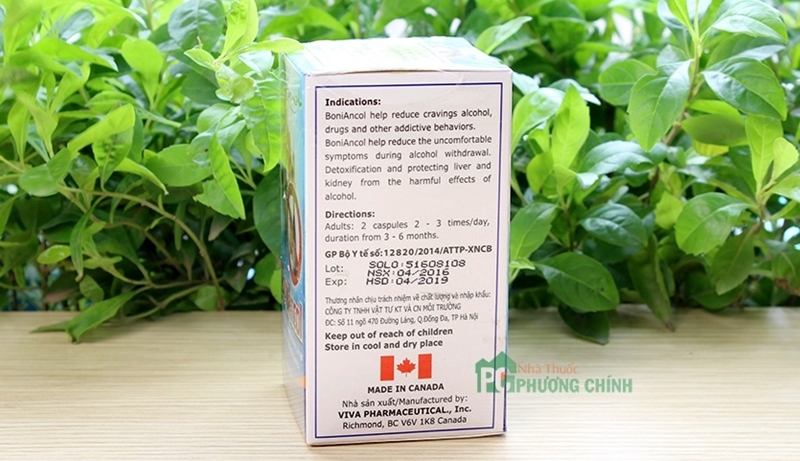 Indications:
BoniAncol help reduce cravings alcohol,
drugs and other addictive behaviors.
BoniAncol help reduce the uncomfortable
symptoms during alcohol withdrawal.
Detoxification and protecting liver and
kidney from the harmful effects of
alcohol.
Directions:
Adults: 2 caspules 2 - 3 times/day,
duration from 3 - 6 months.
GP Bộ Y tế số:12820/2014/ATTP-XNCB
Lot: SOLO:51608108
NSX:04/2016
Exp: HSD:04/2019
Thương nhân chịu trách nhiệm về chất lượng và nhập khẩu:
CÔNG TY TNHH VẬT TƯ KT VÀ CN MÔI TRƯỜNG
ĐC: Số 11 ngõ 470 Đường Láng, Q.Đống Đa, TP Hà Nội
Keep out of reach of children
Store in cool and dry place
MADE IN CANADA
Nhà sản xuất/Manufactured by:
VIVA PHARMACEUTICAL., Inc.
Richmond, BC V6V 1K8 Canada
PC Nhà Thuốc
PHƯƠNG CHÍNH